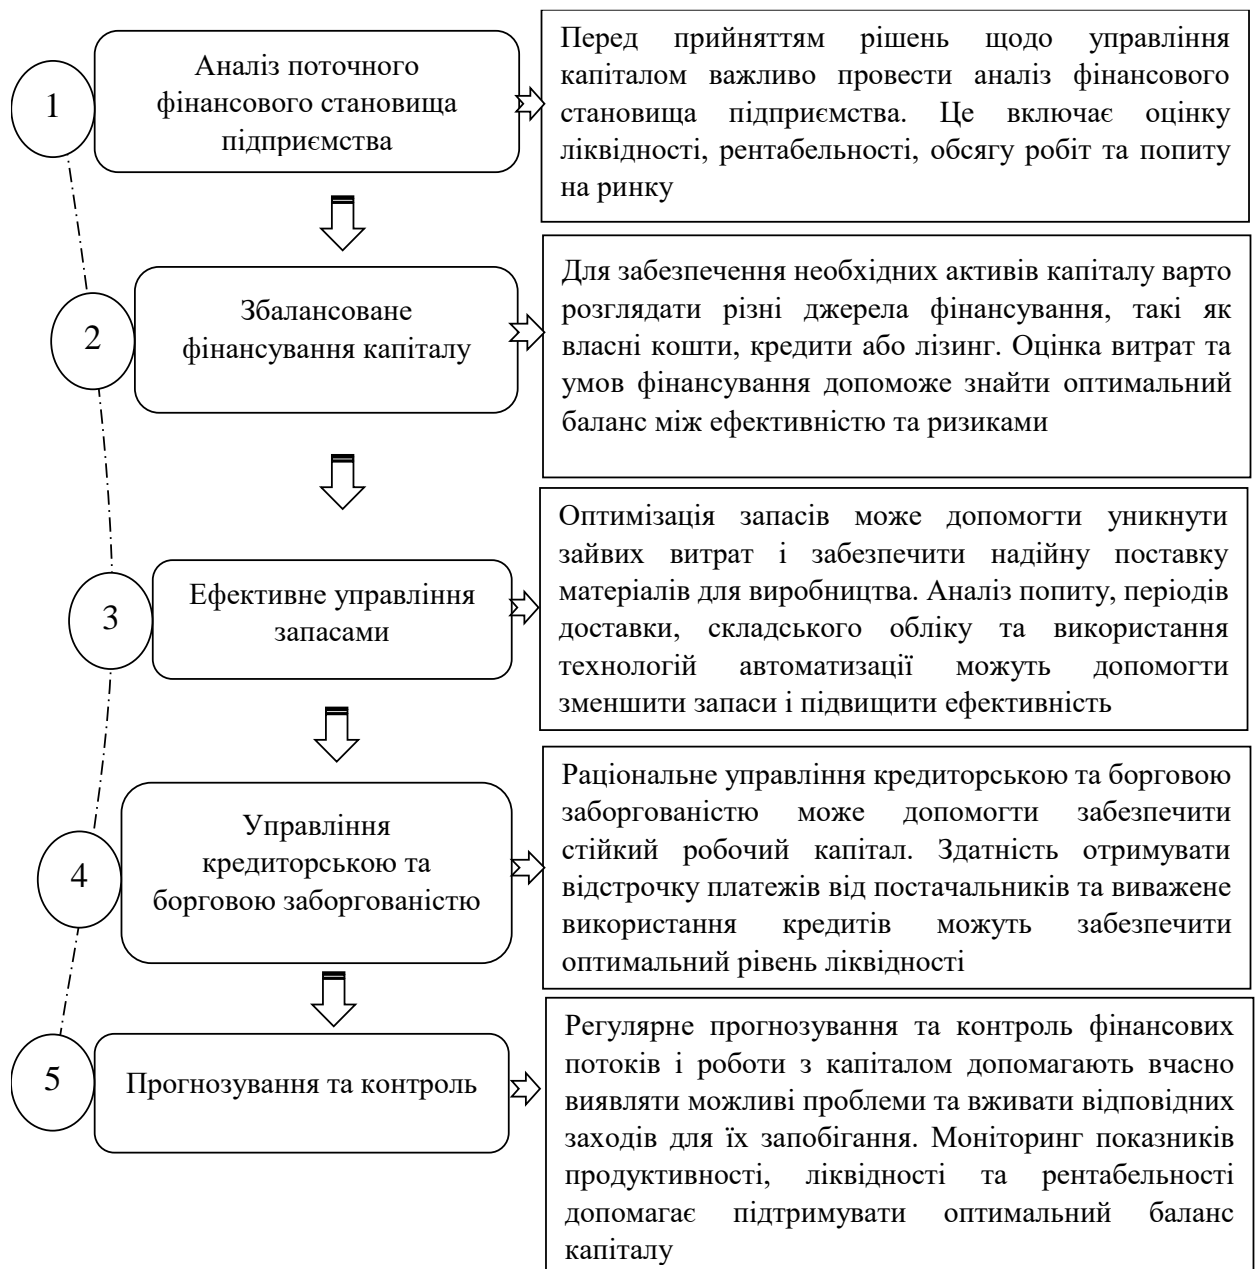 1
Аналіз поточного
фінансового становища
підприємства
Перед прийняттям рішень щодо управління
капіталом важливо провести аналіз фінансового
становища підприємства. Це включає оцінку
ліквідності, рентабельності, обсягу робіт та попиту
на ринку
2
Збалансоване
фінансування капіталу
Для забезпечення необхідних активів капіталу варто
розглядати різні джерела фінансування, такі як
власні кошти, кредити або лізинг. Оцінка витрат та
умов фінансування допоможе знайти оптимальний
баланс між ефективністю та ризиками
3
Ефективне управління
запасами
Оптимізація запасів може допомогти уникнути
зайвих витрат і забезпечити надійну поставку
матеріалів для виробництва. Аналіз попиту, періодів
доставки, складського обліку та використання
технологій автоматизації можуть допомогти
зменшити запаси і підвищити ефективність
4
Управління
кредиторською та
борговою заборгованістю
Раціональне управління кредиторською та борговою
заборгованістю може допомогти забезпечити
стійкий робочий капітал. Здатність отримувати
відстрочку платежів від постачальників та виважене
використання кредитів можуть забезпечити
оптимальний рівень ліквідності
5
Прогнозування та контроль
Регулярне прогнозування та контроль фінансових
потоків і роботи з капіталом допомагають вчасно
виявляти можливі проблеми та вживати відповідних
заходів для їх запобігання. Моніторинг показників
продуктивності, ліквідності та рентабельності
допомагає підтримувати оптимальний баланс
капіталу